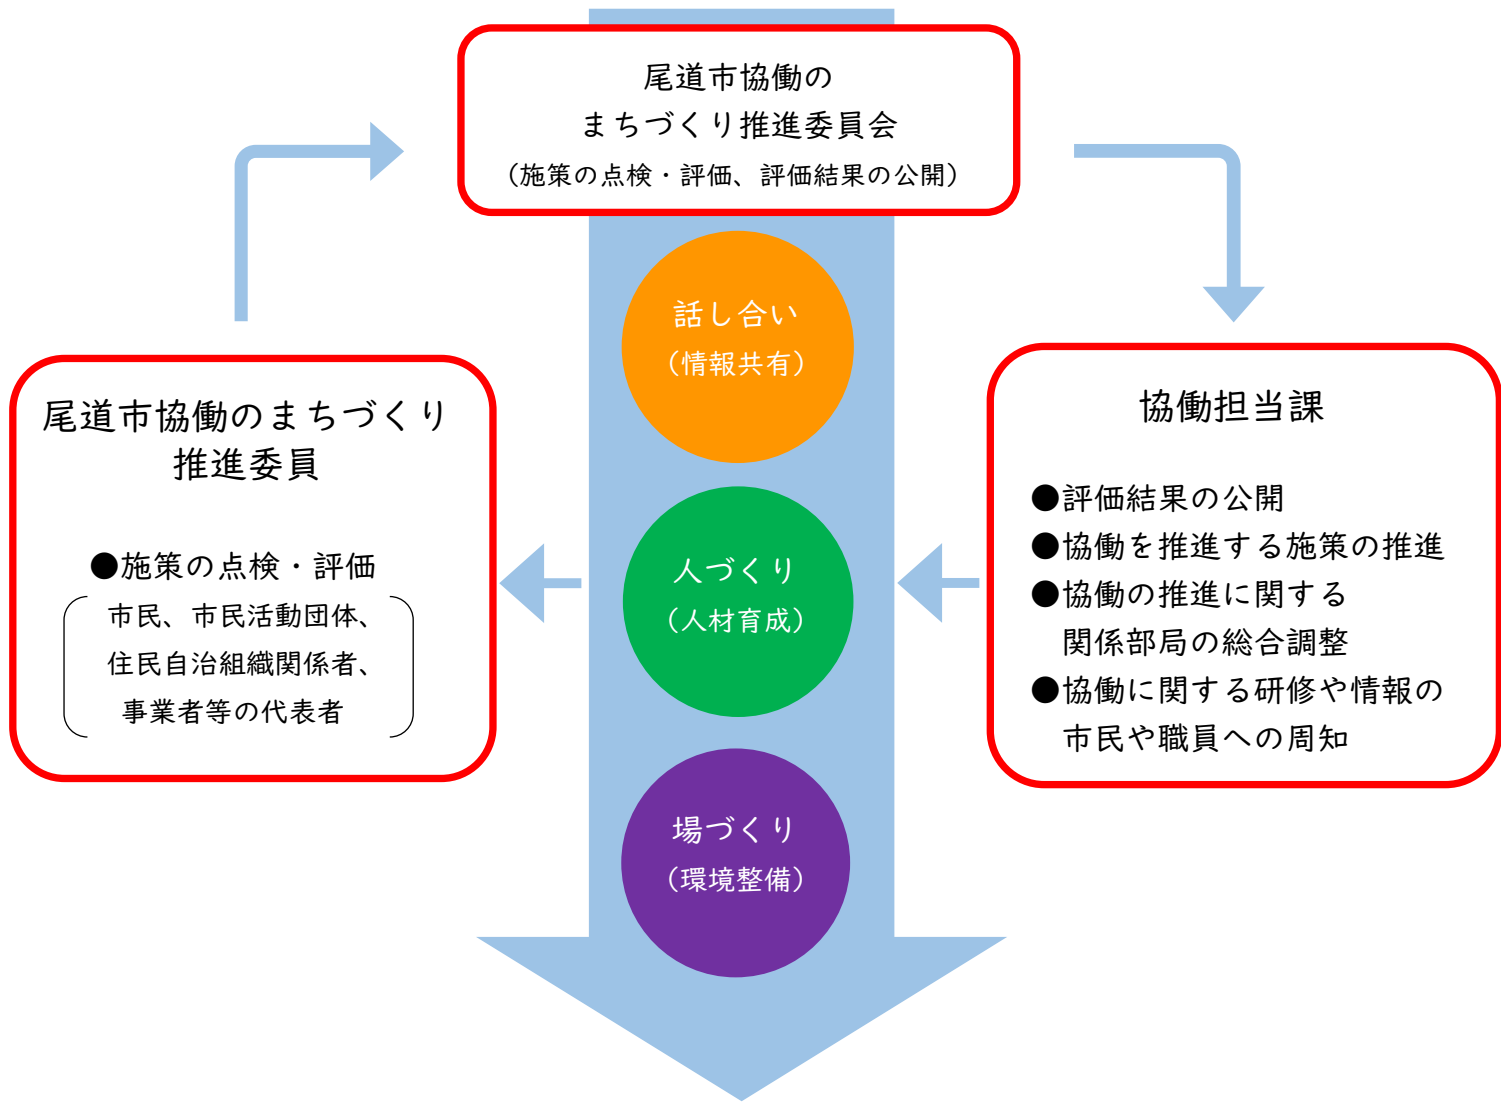 尾道市協働の
まちづくり推進委員会
（施策の点検・評価、評価結果の公開）
話し合い
（情報共有）
人づくり
（人材育成）
場づくり
（環境整備）
尾道市協働のまちづくり
推進委員
●施策の点検・評価
市民、市民活動団体、
住民自治組織関係者、
事業者等の代表者
協働担当課
●評価結果の公開
●協働を推進する施策の推進
●協働の推進に関する
関係部局の総合調整
●協働に関する研修や情報の
市民や職員への周知